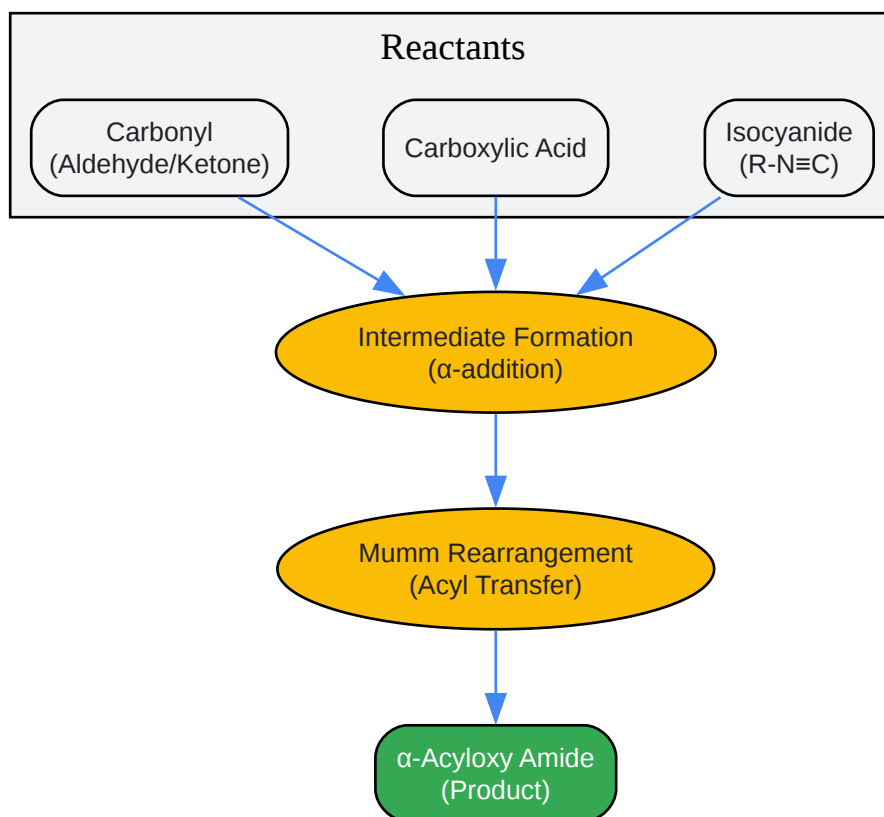 Reactants
Carbonyl
(Aldehyde/Ketone)
Carboxylic Acid
Isocyanide
(R-N≡C)
Intermediate Formation
(α-addition)
Mumm Rearrangement
(Acyl Transfer)
α-Acyloxy Amide
(Product)